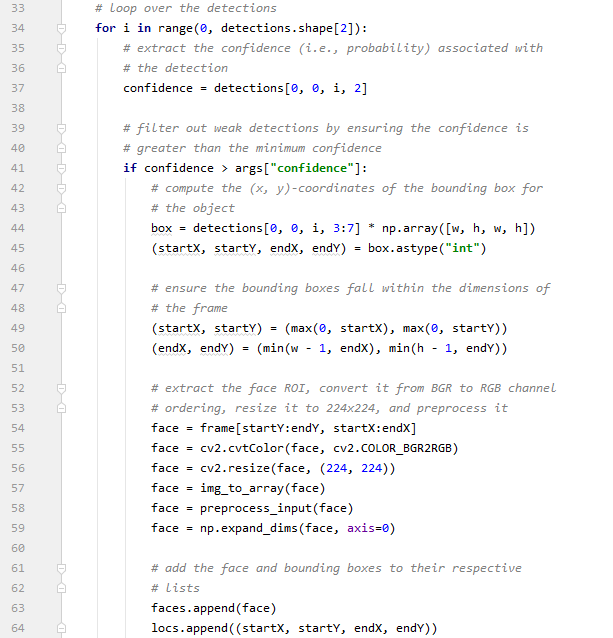 33 # loop over the detections
34 for i in range(0, detections.shape[2]):
35 # extract the confidence (i.e., probability) associated with
36 # the detection
37 confidence = detections[0, 0, i, 2]
38
39 # filter out weak detections by ensuring the confidence is
40 # greater than the minimum confidence
41 if confidence > args["confidence"]:
42 # compute the (x, y)-coordinates of the bounding box for
43 # the object
44 box = detections[0, 0, i, 3:7] * np.array([w, h, w, h])
45 (startX, startY, endX, endY) = box.astype("int")
46
47 # ensure the bounding boxes fall within the dimensions of
48 # the frame
49 (startX, startY) = (max(0, startX), max(0, startY))
50 (endX, endY) = (min(w - 1, endX), min(h - 1, endY))
51
52 # extract the face ROI, convert it from BGR to RGB channel
53 # ordering, resize it to 224x224, and preprocess it
54 face = frame[startY:endY, startX:endX]
55 face = cv2.cvtColor(face, cv2.COLOR_BGR2RGB)
56 face = cv2.resize(face, (224, 224))
57 face = img_to_array(face)
58 face = preprocess_input(face)
59 face = np.expand_dims(face, axis=0)
60
61 # add the face and bounding boxes to their respective
62 # lists
63 faces.append(face)
64 locs.append((startX, startY, endX, endY))